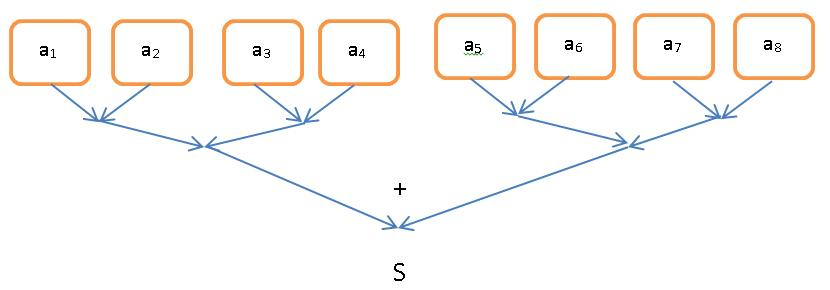 a₁ a₂ a₃ a₄ a₅ a₆ a₇ a₈
+
S